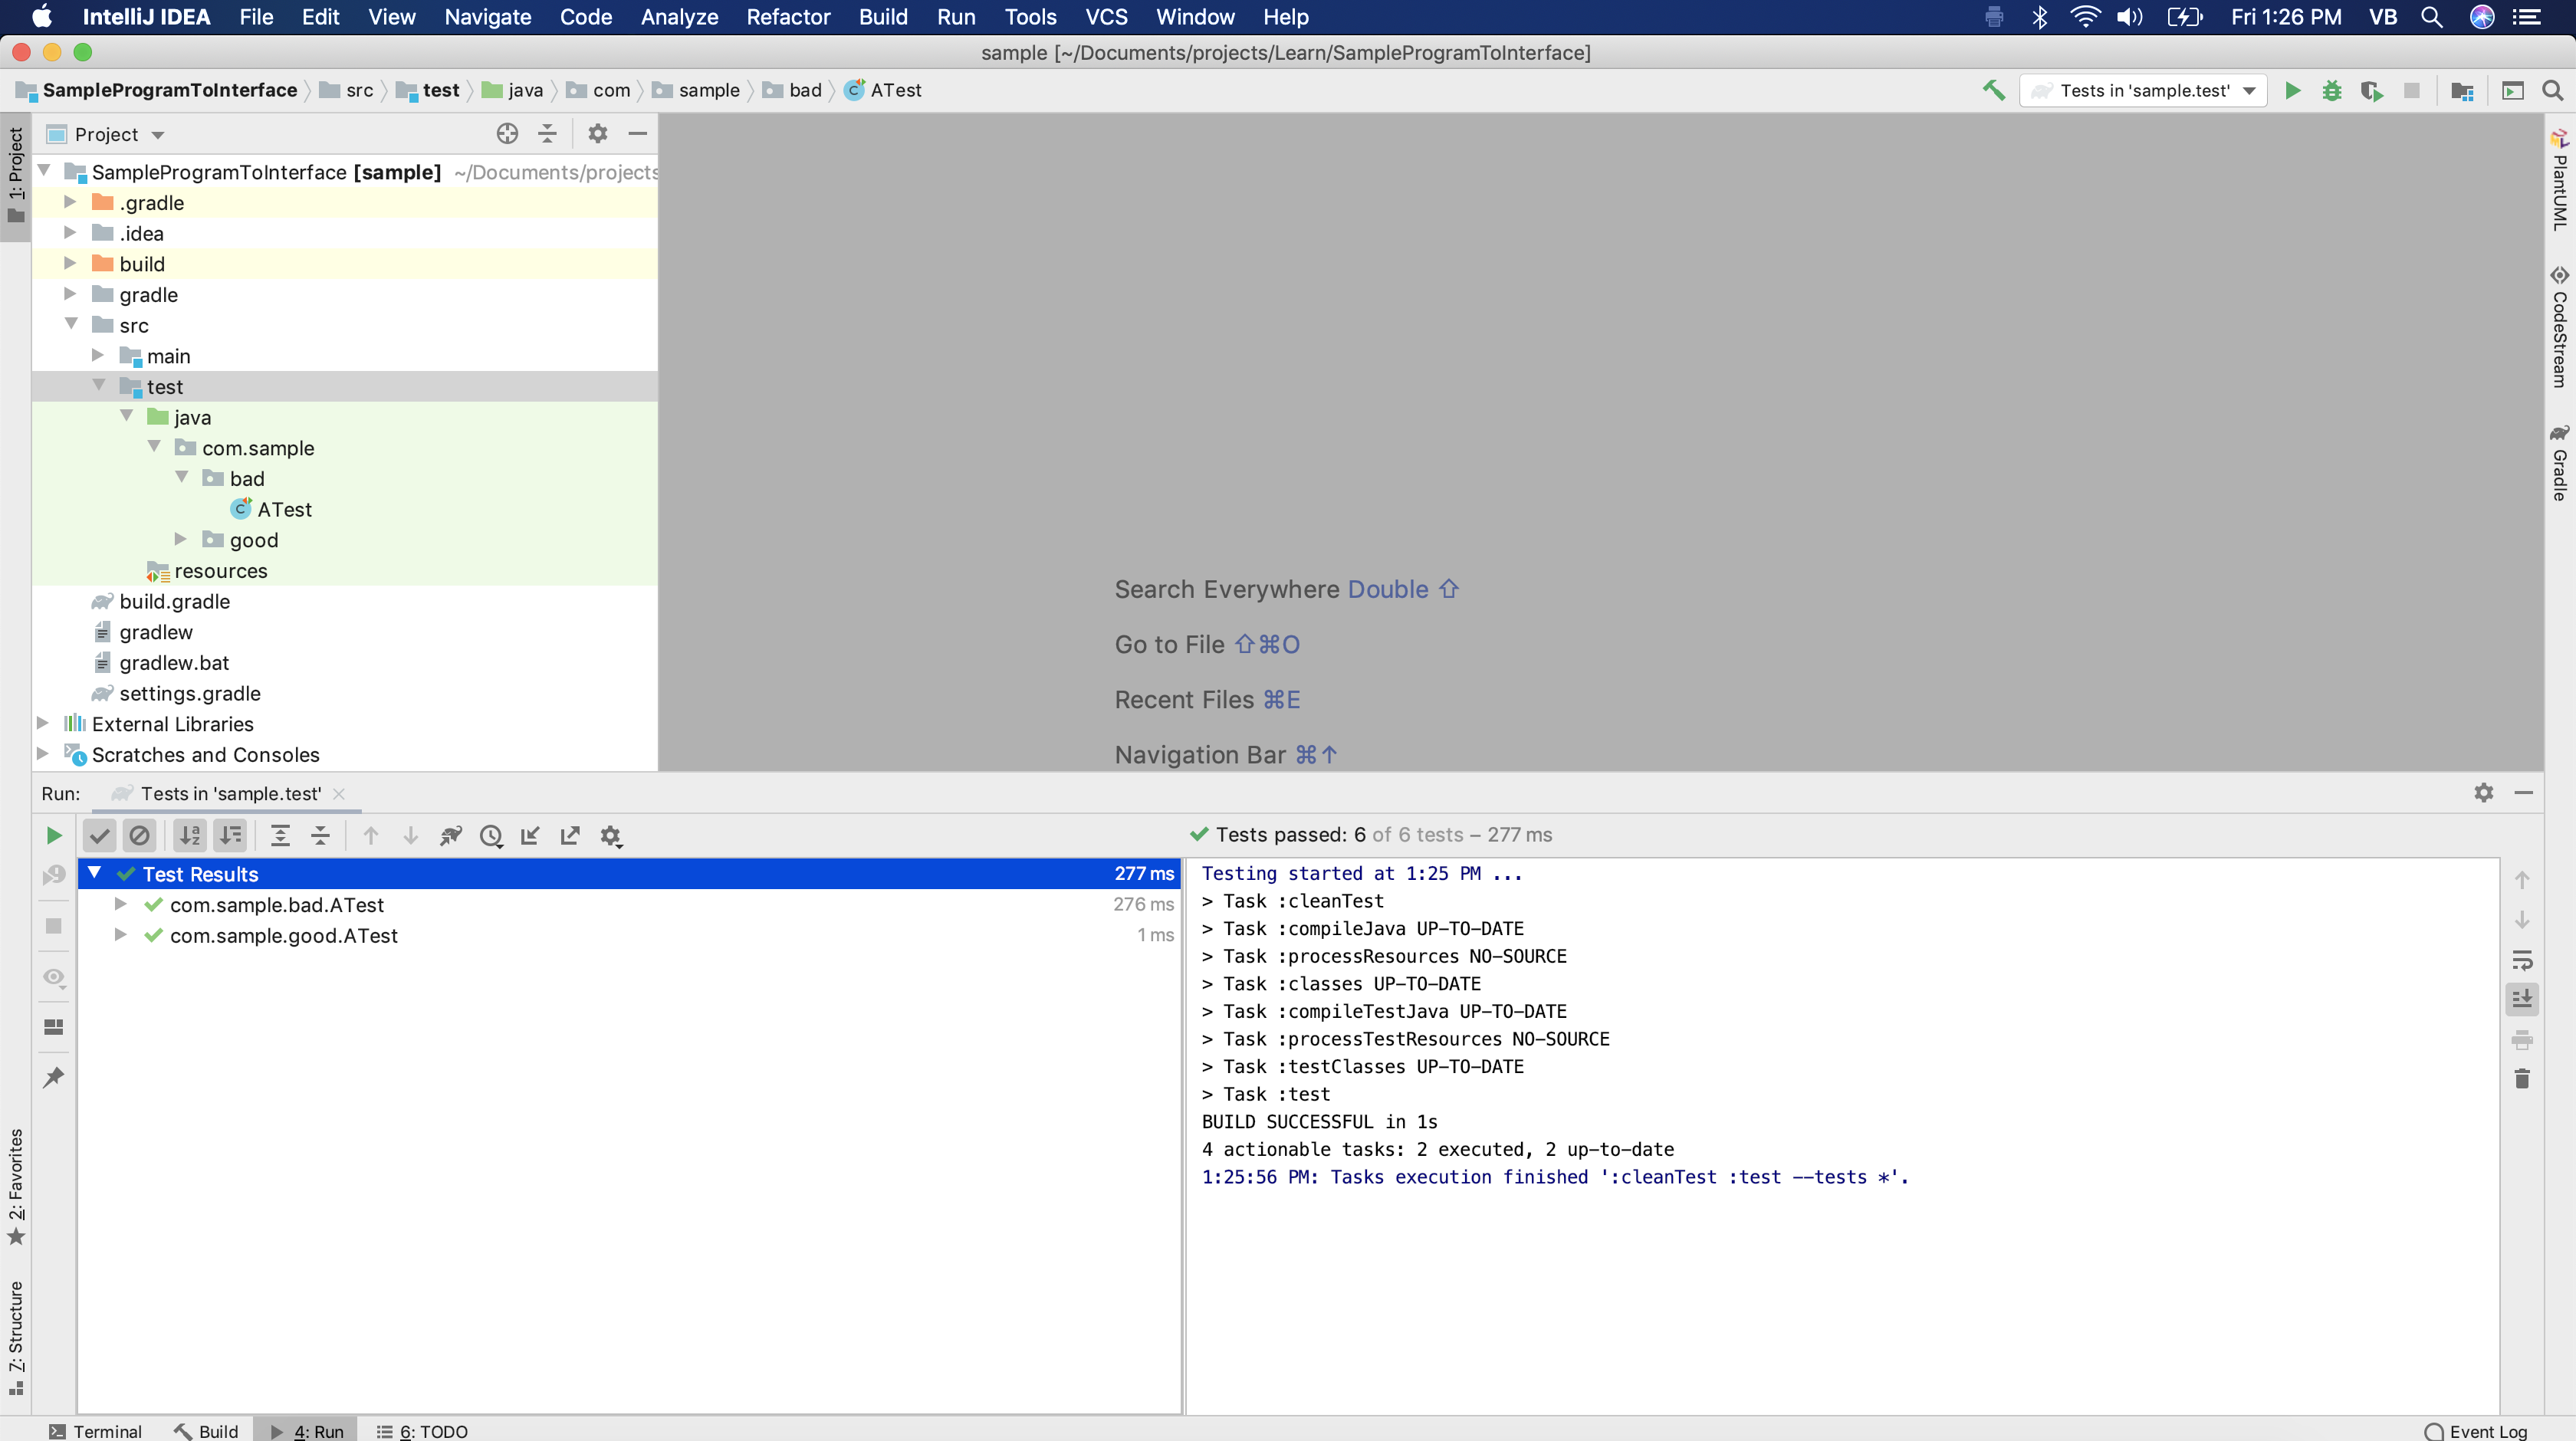 IntelliJ IDEA File Edit View Navigate Code Analyze Refactor Build Run Tools VCS Window Help Fri 1:26 PM VB
sample [~/Documents/projects/Learn/SampleProgramToInterface]
SampleProgramToInterface src test java com sample bad ATest Tests in 'sample.test'
1: Project
Project
SampleProgramToInterface [sample] ~/Documents/projects
.gradle
.idea
build
gradle
src
main
test
java
com.sample
bad
ATest
good
resources
build.gradle
gradlew
gradlew.bat
settings.gradle
External Libraries
Scratches and Consoles
Search Everywhere Double ⇧
Go to File ⇧⌘O
Recent Files ⌘E
Navigation Bar ⌘↑
PlantUML
CodeStream
Gradle
Run: Tests in 'sample.test'
Tests passed: 6 of 6 tests – 277 ms
Test Results 277 ms
com.sample.bad.ATest 276 ms
com.sample.good.ATest 1 ms
Testing started at 1:25 PM ...
> Task :cleanTest
> Task :compileJava UP-TO-DATE
> Task :processResources NO-SOURCE
> Task :classes UP-TO-DATE
> Task :compileTestJava UP-TO-DATE
> Task :processTestResources NO-SOURCE
> Task :testClasses UP-TO-DATE
> Task :test
BUILD SUCCESSFUL in 1s
4 actionable tasks: 2 executed, 2 up-to-date
1:25:56 PM: Tasks execution finished ':cleanTest :test --tests *'.
2: Favorites
7: Structure
Terminal Build 4: Run 6: TODO Event Log